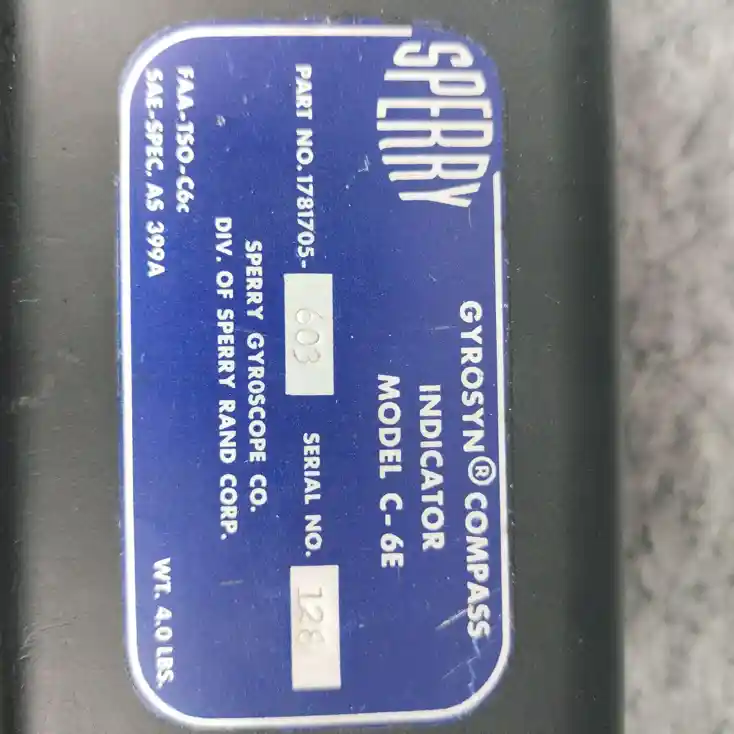 SPERRY
GYROSYN® COMPASS
INDICATOR
MODEL C-6E
PART NO. 1781705- 603 SERIAL NO. 128
SPERRY GYROSCOPE CO.
DIV. OF SPERRY RAND CORP.
FAA-TSO-C6c
SAE-SPEC. AS 399A WT. 4.0 LBS.